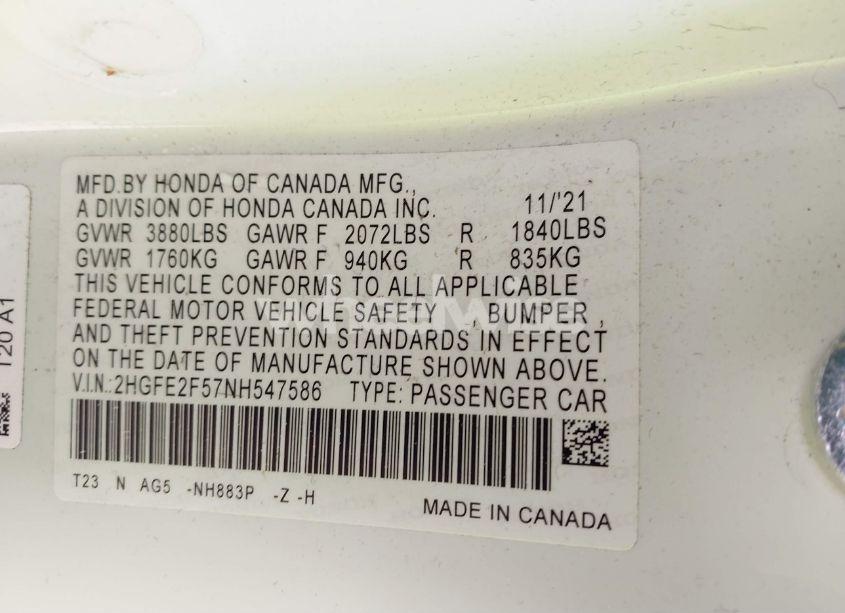 MFD.BY HONDA OF CANADA MFG.,
A DIVISION OF HONDA CANADA INC. 11/'21
GVWR 3880LBS GAWR F 2072LBS R 1840LBS
GVWR 1760KG GAWR F 940KG R 835KG
THIS VEHICLE CONFORMS TO ALL APPLICABLE
FEDERAL MOTOR VEHICLE SAFETY , BUMPER ,
AND THEFT PREVENTION STANDARDS IN EFFECT
ON THE DATE OF MANUFACTURE SHOWN ABOVE.
V.I.N.:2HGFE2F57NH547586 TYPE: PASSENGER CAR
T23 N AG5 -NH883P -Z -H
MADE IN CANADA
T20 A1